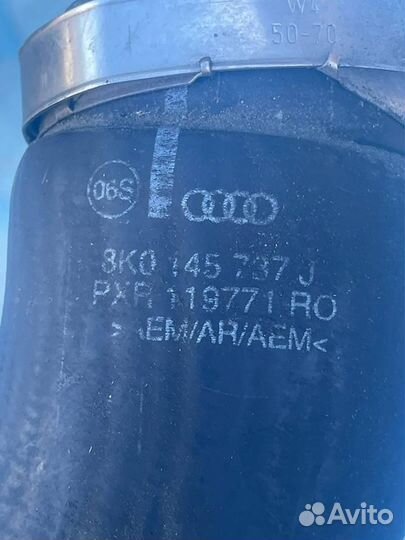 W4
50-70
06S
8K0 145 737 J
PXR 119771 RO
>AEM/AR/AEM<
Avito